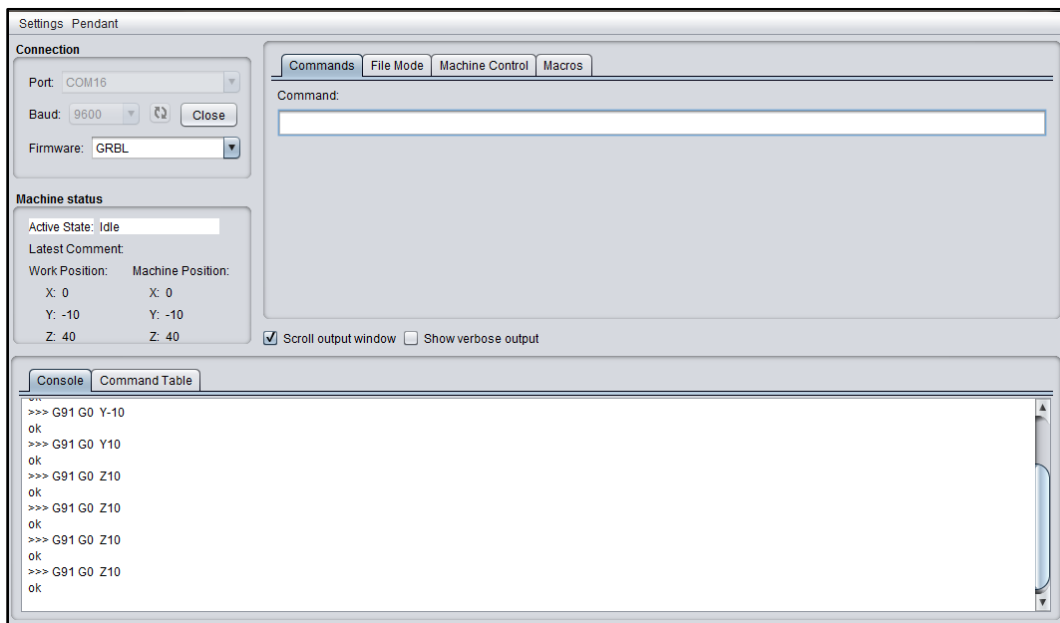 Settings Pendant
Connection
Port: COM16
Baud: 9600 Close
Firmware: GRBL
Machine status
Active State: Idle
Latest Comment:
Work Position: Machine Position:
X: 0 X: 0
Y: -10 Y: -10
Z: 40 Z: 40
Commands File Mode Machine Control Macros
Command:
Scroll output window Show verbose output
Console Command Table
>>> G91 G0 Y-10
ok
>>> G91 G0 Y10
ok
>>> G91 G0 Z10
ok
>>> G91 G0 Z10
ok
>>> G91 G0 Z10
ok
>>> G91 G0 Z10
ok